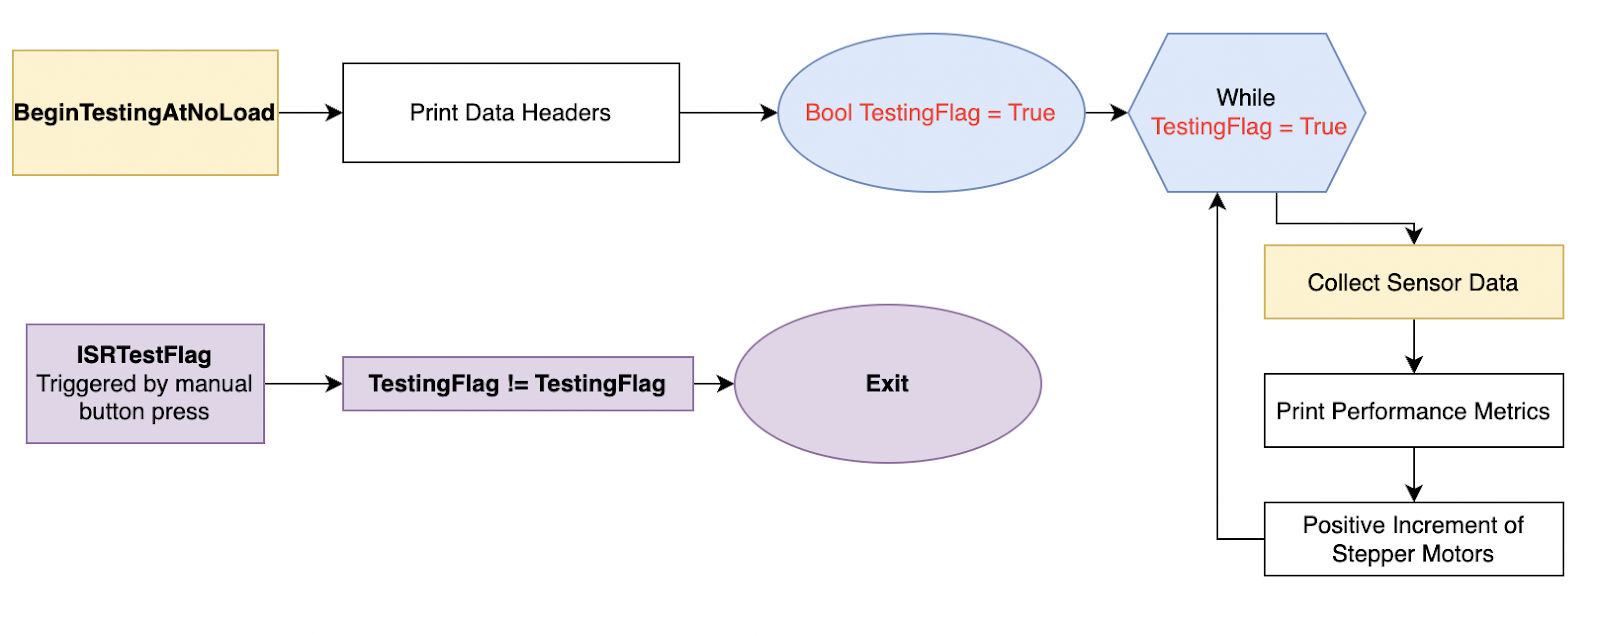 BeginTestingAtNoLoad
Print Data Headers
Bool TestingFlag = True
While
TestingFlag = True
Collect Sensor Data
Print Performance Metrics
Positive Increment of
Stepper Motors
ISRTestFlag
Triggered by manual
button press
TestingFlag != TestingFlag
Exit